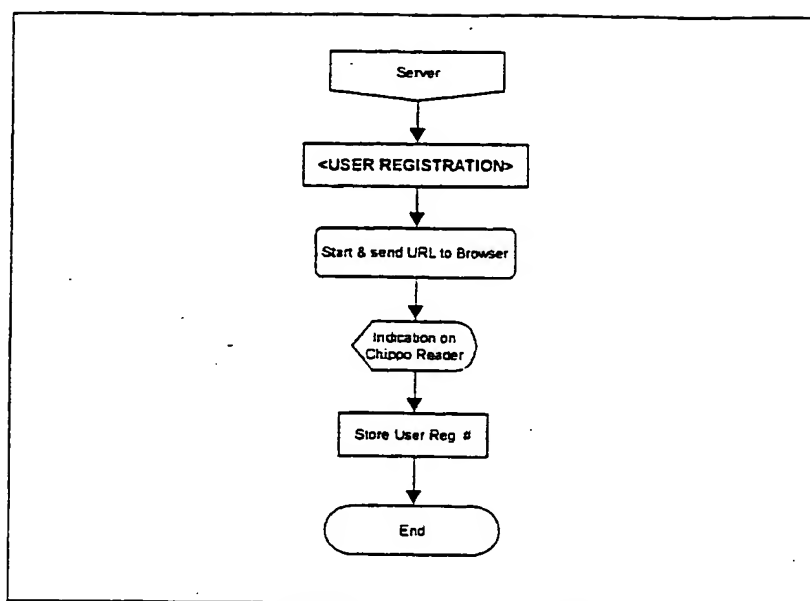 Server
<USER REGISTRATION>
Start & send URL to Browser
Indication on
Chippo Reader
Store User Reg #
End